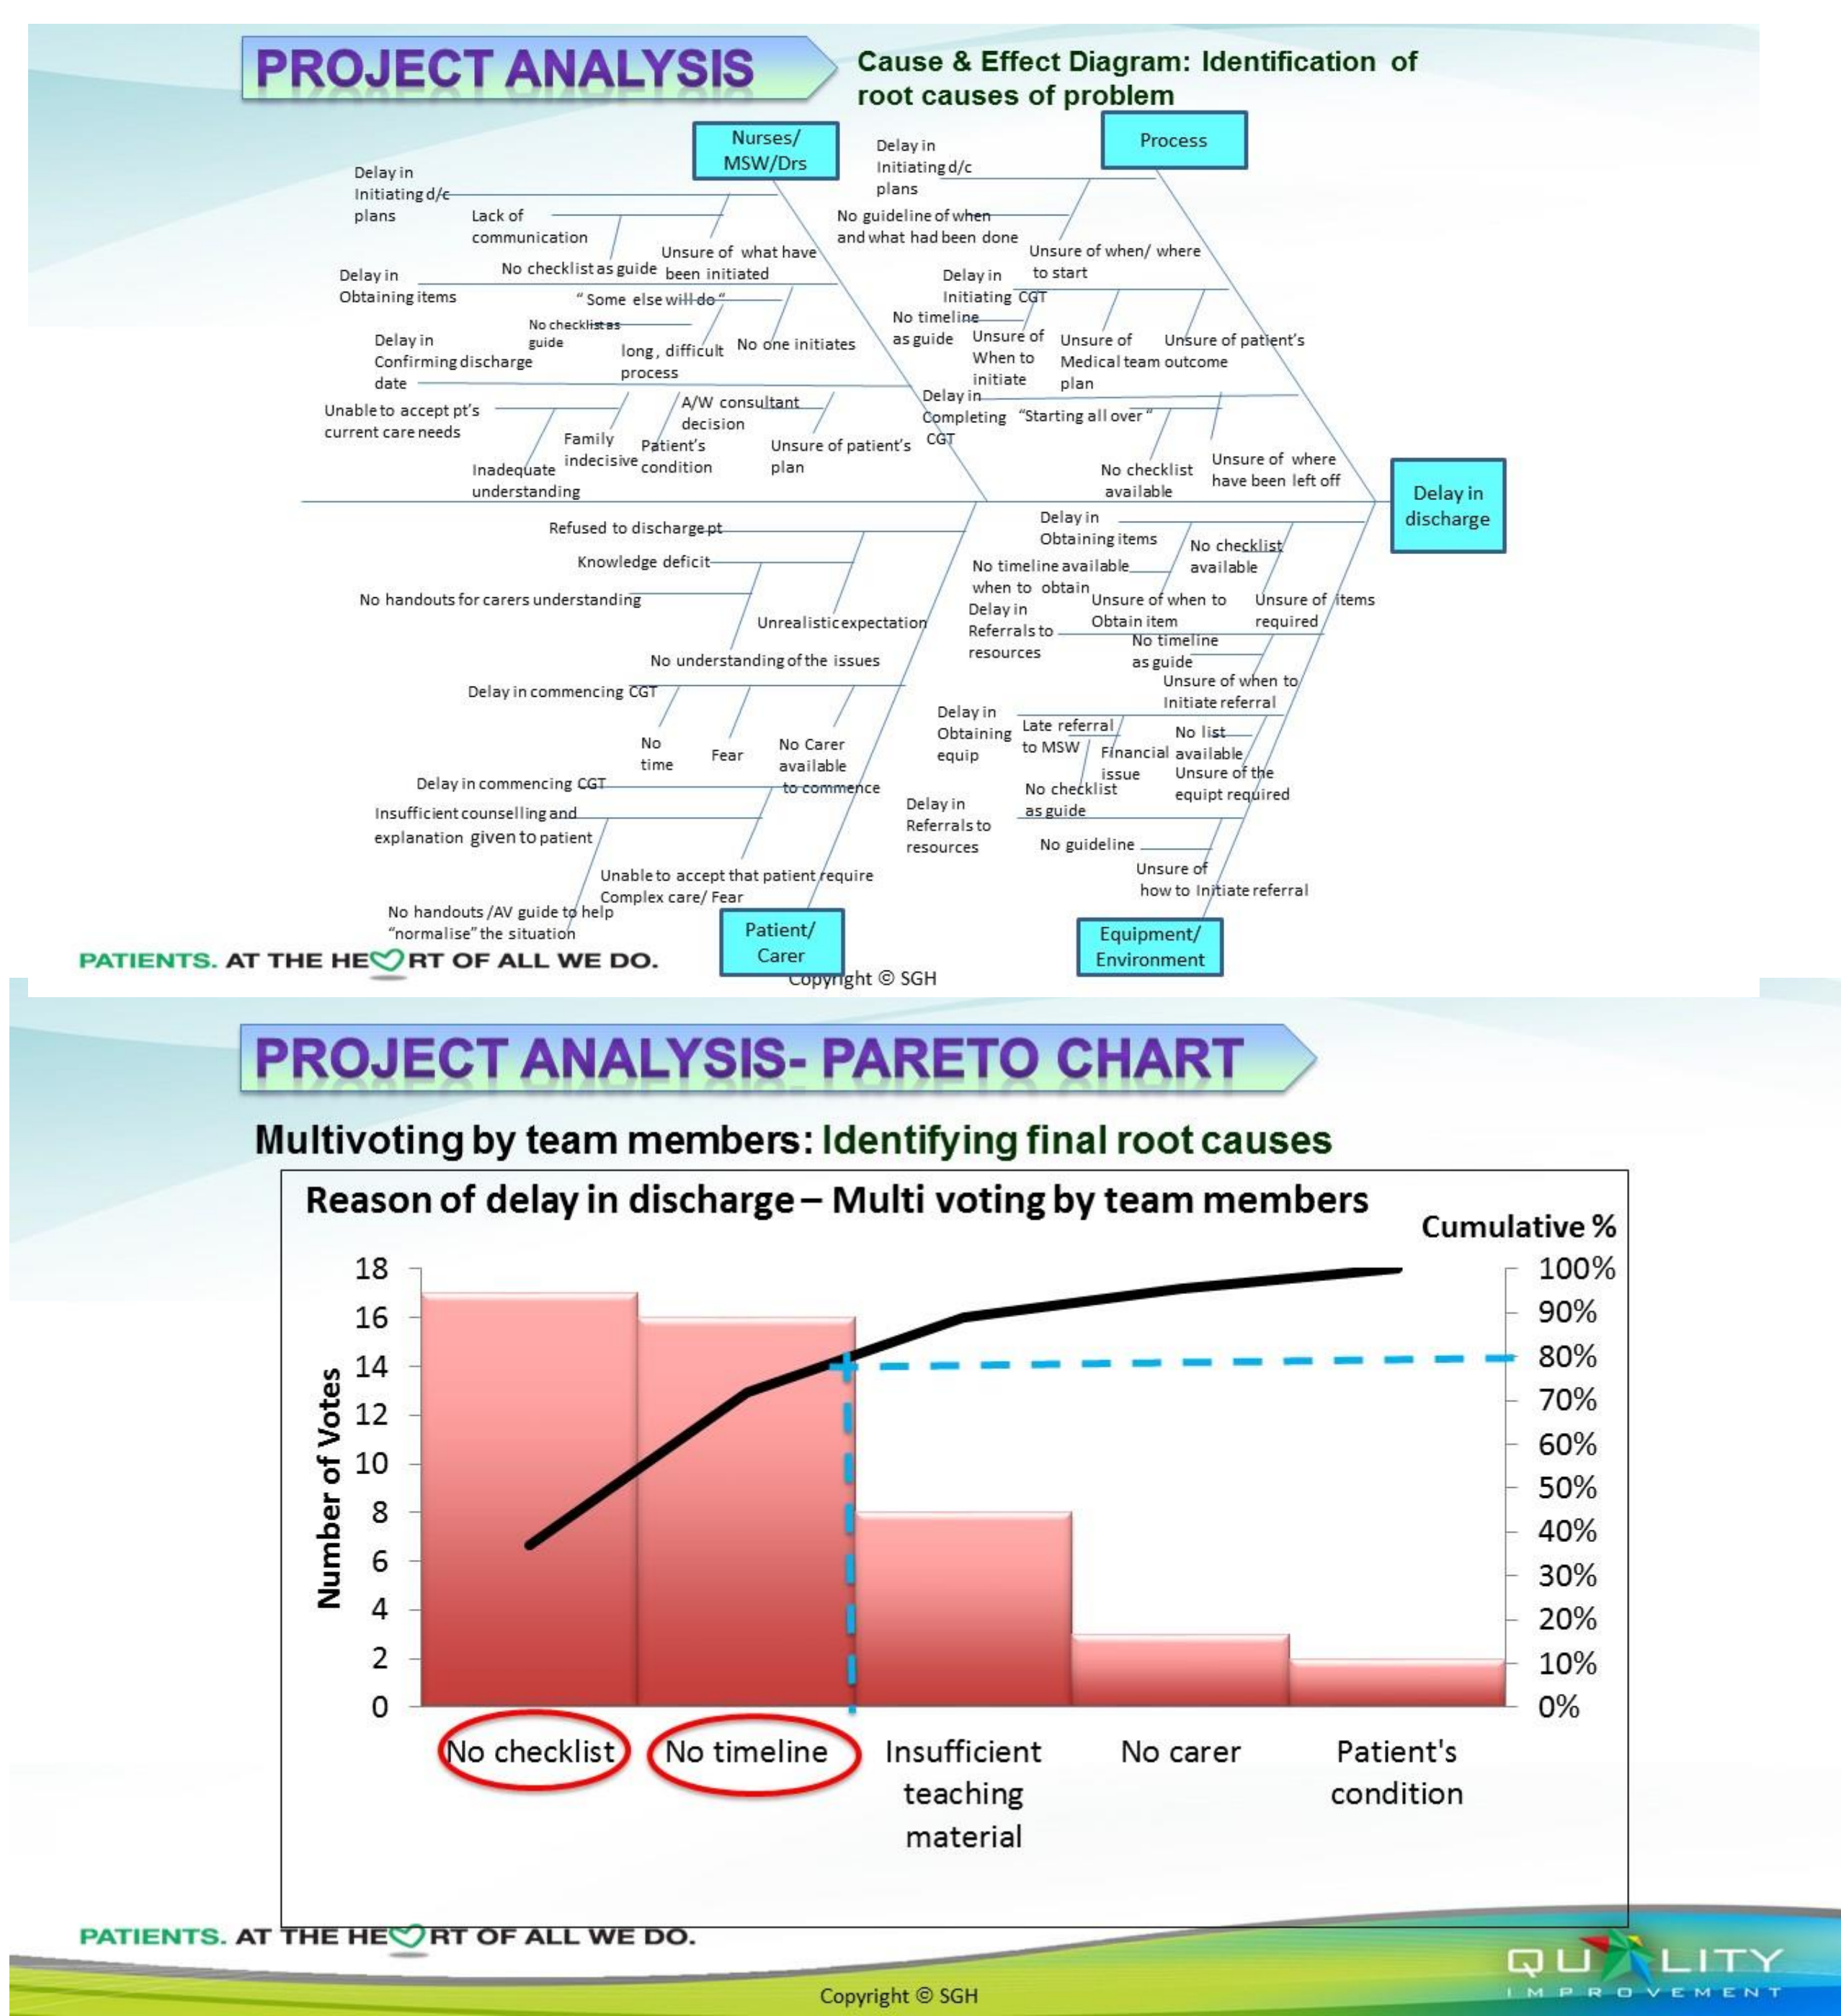 PROJECT ANALYSIS
Cause & Effect Diagram: Identification of
root causes of problem
Nurses/
MSW/Drs
Process
Delay in
Initiating d/c
plans
Lack of
communication
Unsure of what have
been initiated
No checklist as guide
Delay in
Obtaining items
“ Some else will do “
No checklist as
guide
long, difficult
process
No one initiates
Delay in
Confirming discharge
date
Unable to accept pt’s
current care needs
Inadequate
understanding
Family
indecisive
Patient’s
condition
A/W consultant
decision
Unsure of patient’s
plan
Delay in
Initiating d/c
plans
No guideline of when
and what had been done
Unsure of when/ where
to start
Delay in
Initiating CGT
No timeline
as guide
Unsure of
When to
initiate
Unsure of
Medical team
plan
Unsure of patient’s
outcome
Delay in
Completing
CGT
“Starting all over “
No checklist
available
Unsure of where
have been left off
Delay in
discharge
Refused to discharge pt
Knowledge deficit
No handouts for carers understanding
Unrealistic expectation
No understanding of the issues
Delay in commencing CGT
No
time
Fear
No Carer
available
to commence
Delay in commencing CGT
Insufficient counselling and
explanation given to patient
Unable to accept that patient require
Complex care/ Fear
No handouts /AV guide to help
“normalise” the situation
Patient/
Carer
Delay in
Obtaining items
No checklist
available
No timeline available
when to obtain
Unsure of when to
Obtain item
Unsure of items
required
Delay in
Referrals to
resources
No timeline
as guide
Unsure of when to
Initiate referral
Delay in
Obtaining
equip
Late referral
to MSW
Financial
issue
No list
available
Unsure of the
equipt required
No checklist
as guide
Delay in
Referrals to
resources
No guideline
Unsure of
how to Initiate referral
Equipment/
Environment
PATIENTS. AT THE HEART OF ALL WE DO.
Copyright © SGH
PROJECT ANALYSIS- PARETO CHART
Multivoting by team members: Identifying final root causes
Reason of delay in discharge – Multi voting by team members
Cumulative %
Number of Votes
18
16
14
12
10
8
6
4
2
0
100%
90%
80%
70%
60%
50%
40%
30%
20%
10%
0%
No checklist
No timeline
Insufficient
teaching
material
No carer
Patient's
condition
PATIENTS. AT THE HEART OF ALL WE DO.
QUALITY
IMPROVEMENT
Copyright © SGH